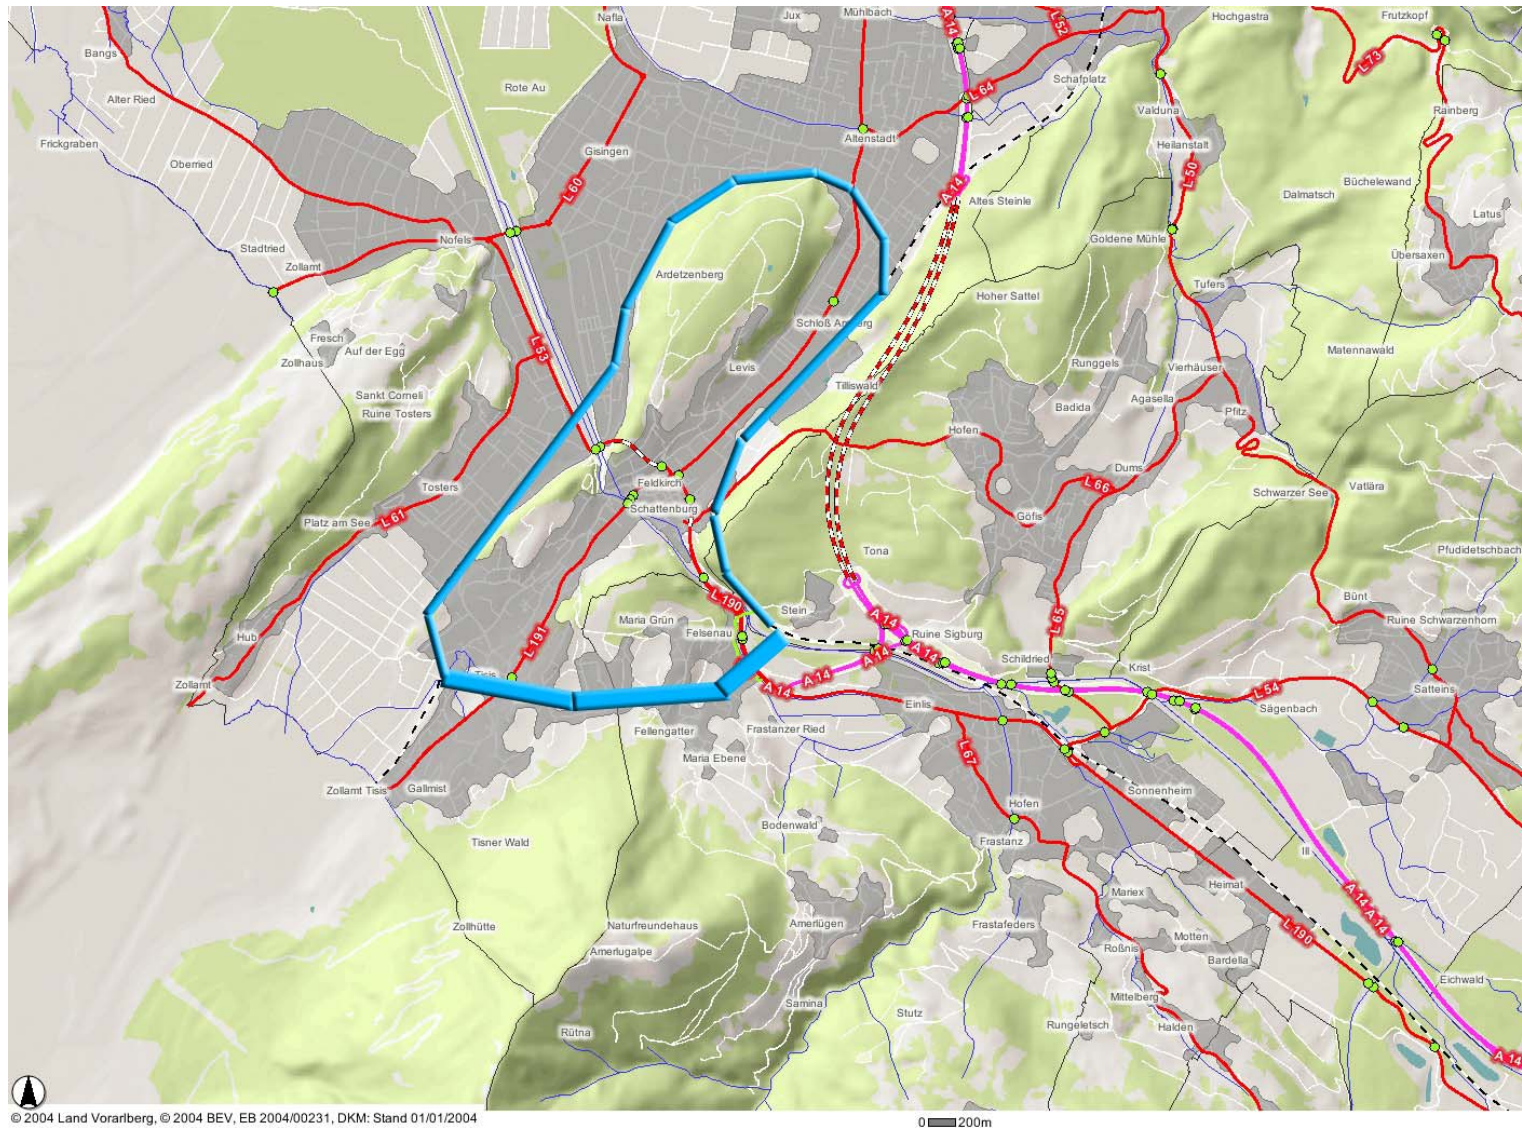 Nafla
Jux
Mühlbach
A 14
L 52
Hochgastra
Frutzkopf
Bangs
L 73
Rote Au
Schafplatz
Alter Ried
L 64
Valduna
Rainberg
Frickgraben
Altenstadt
Gisingen
Heilanstalt
Oberried
L 60
L 50
Büchelewand
A 14
Dalmatsch
Altes Steinle
Latus
Nofels
Goldene Mühle
Stadtried
Übersaxen
Zollamt
Ardetzenberg
Tufers
Hoher Sattel
Schloß Amberg
Fresch
L 53
Auf der Egg
Matennawald
Zollhaus
Runggels
Levis
Vierhäuser
Tilliswald
Sankt Corneli
Agasella
Ruine Tosters
Badida
Pfitz
Hofen
Dums
Feldkirch
L 66
Tosters
Vatlära
Schwarzer See
Schattenburg
Platz am See
L 61
Göfis
Tona
Pfudidetschbach
L 190
Bünt
Stein
Maria Grün
A 14
L 65
Ruine Schwarzenhorn
Hub
L 191
Felsenau
Ruine Sigburg
A 14
A 14
Schildried
Krist
Tisis
A 14
Zollamt
A 14
L 54
Satteins
Einlis
Sägenbach
Fellengatter
Frastanzer Ried
L 67
Maria Ebene
Zollamt Tisis
Gallmist
Sonnenheim
Hofen
Bodenwald
Tisner Wald
Frastanz
Ill
Heimat
Mariex
A 14
A 14
Zollhütte
Naturfreundehaus
Amerlügen
Frastafeders
L 190
Motten
Roßnis
Amerlugalpe
Bardella
Eichwald
Mittelberg
Samina
Stutz
Rungeletsch
Halden
Rütna
A 14
© 2004 Land Vorarlberg, © 2004 BEV, EB 2004/00231, DKM: Stand 01/01/2004
0 200m